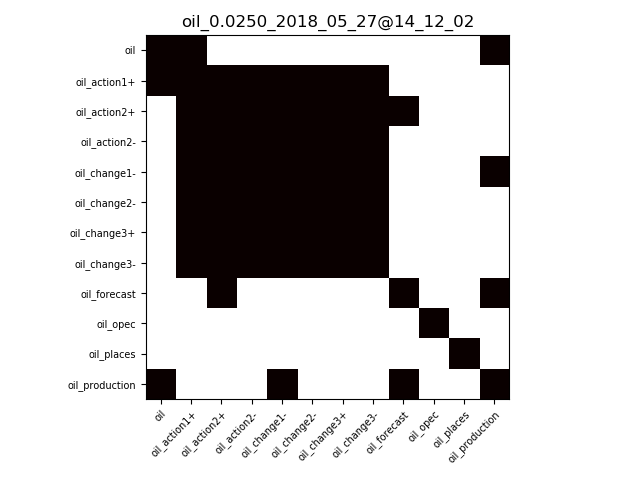 oil_0.0250_2018_05_27@14_12_02
oil
oil_action1+
oil_action2+
oil_action2-
oil_change1-
oil_change2-
oil_change3+
oil_change3-
oil_forecast
oil_opec
oil_places
oil_production
oil
oil_action1+
oil_action2+
oil_action2-
oil_change1-
oil_change2-
oil_change3+
oil_change3-
oil_forecast
oil_opec
oil_places
oil_production